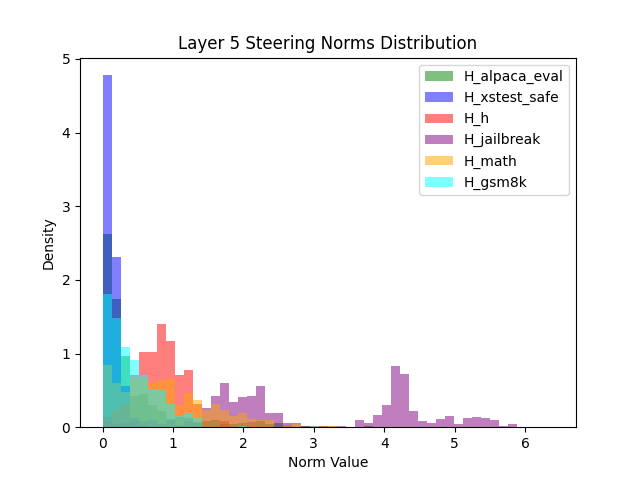 Layer 5 Steering Norms Distribution
Density
5
4
3
2
1
0
0 1 2 3 4 5 6
Norm Value
H_alpaca_eval
H_xstest_safe
H_h
H_jailbreak
H_math
H_gsm8k